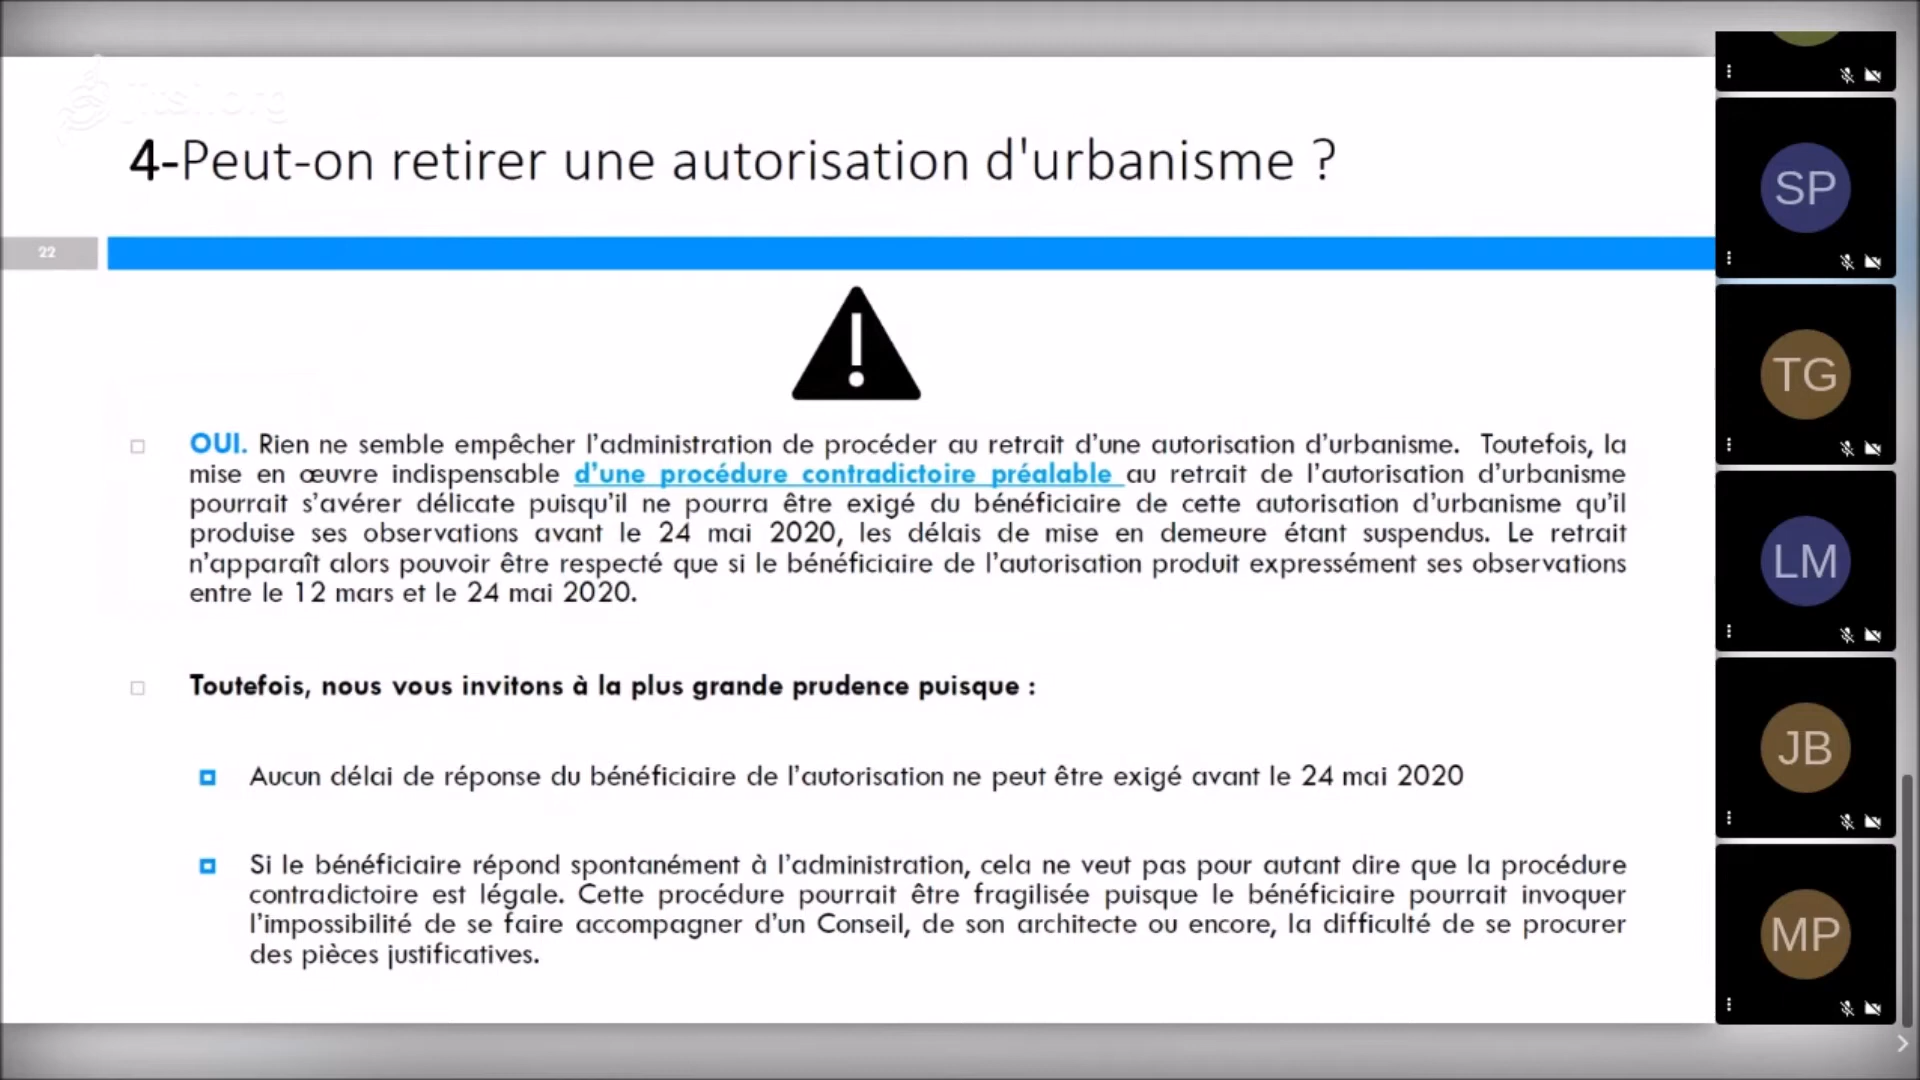 4-Peut-on retirer une autorisation d'urbanisme ?
22
OUI. Rien ne semble empêcher l’administration de procéder au retrait d’une autorisation d’urbanisme. Toutefois, la
mise en œuvre indispensable d’une procédure contradictoire préalable au retrait de l’autorisation d’urbanisme
pourrait s’avérer délicate puisqu’il ne pourra être exigé du bénéficiaire de cette autorisation d’urbanisme qu’il
produise ses observations avant le 24 mai 2020, les délais de mise en demeure étant suspendus. Le retrait
n’apparaît alors pouvoir être respecté que si le bénéficiaire de l’autorisation produit expressément ses observations
entre le 12 mars et le 24 mai 2020.
Toutefois, nous vous invitons à la plus grande prudence puisque :
Aucun délai de réponse du bénéficiaire de l’autorisation ne peut être exigé avant le 24 mai 2020
Si le bénéficiaire répond spontanément à l’administration, cela ne veut pas pour autant dire que la procédure
contradictoire est légale. Cette procédure pourrait être fragilisée puisque le bénéficiaire pourrait invoquer
l’impossibilité de se faire accompagner d’un Conseil, de son architecte ou encore, la difficulté de se procurer
des pièces justificatives.
SP
TG
LM
JB
MP